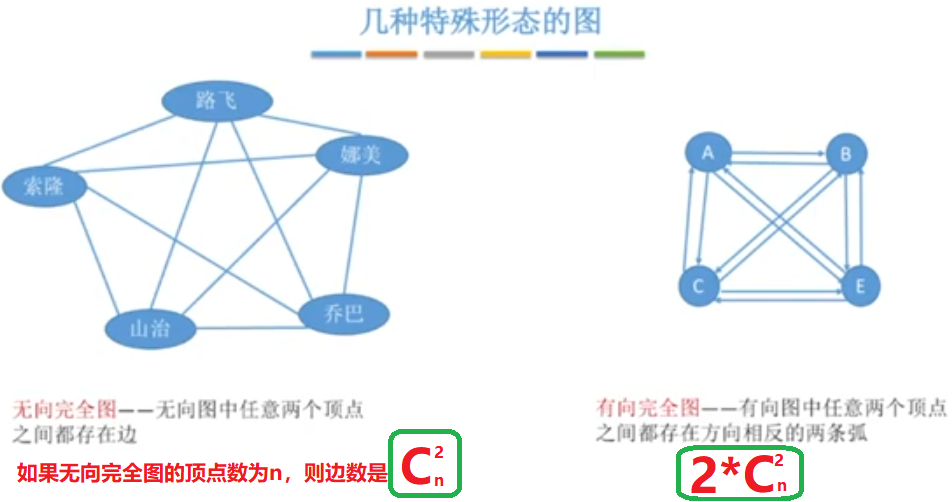 几种特殊形态的图
路飞
娜美
索隆
山治
乔巴
A
B
C
E
无向完全图——无向图中任意两个顶点
之间都存在边
如果无向完全图的顶点数为n，则边数是 C²ₙ
有向完全图——有向图中任意两个顶点
之间都存在方向相反的两条弧
2*C²ₙ